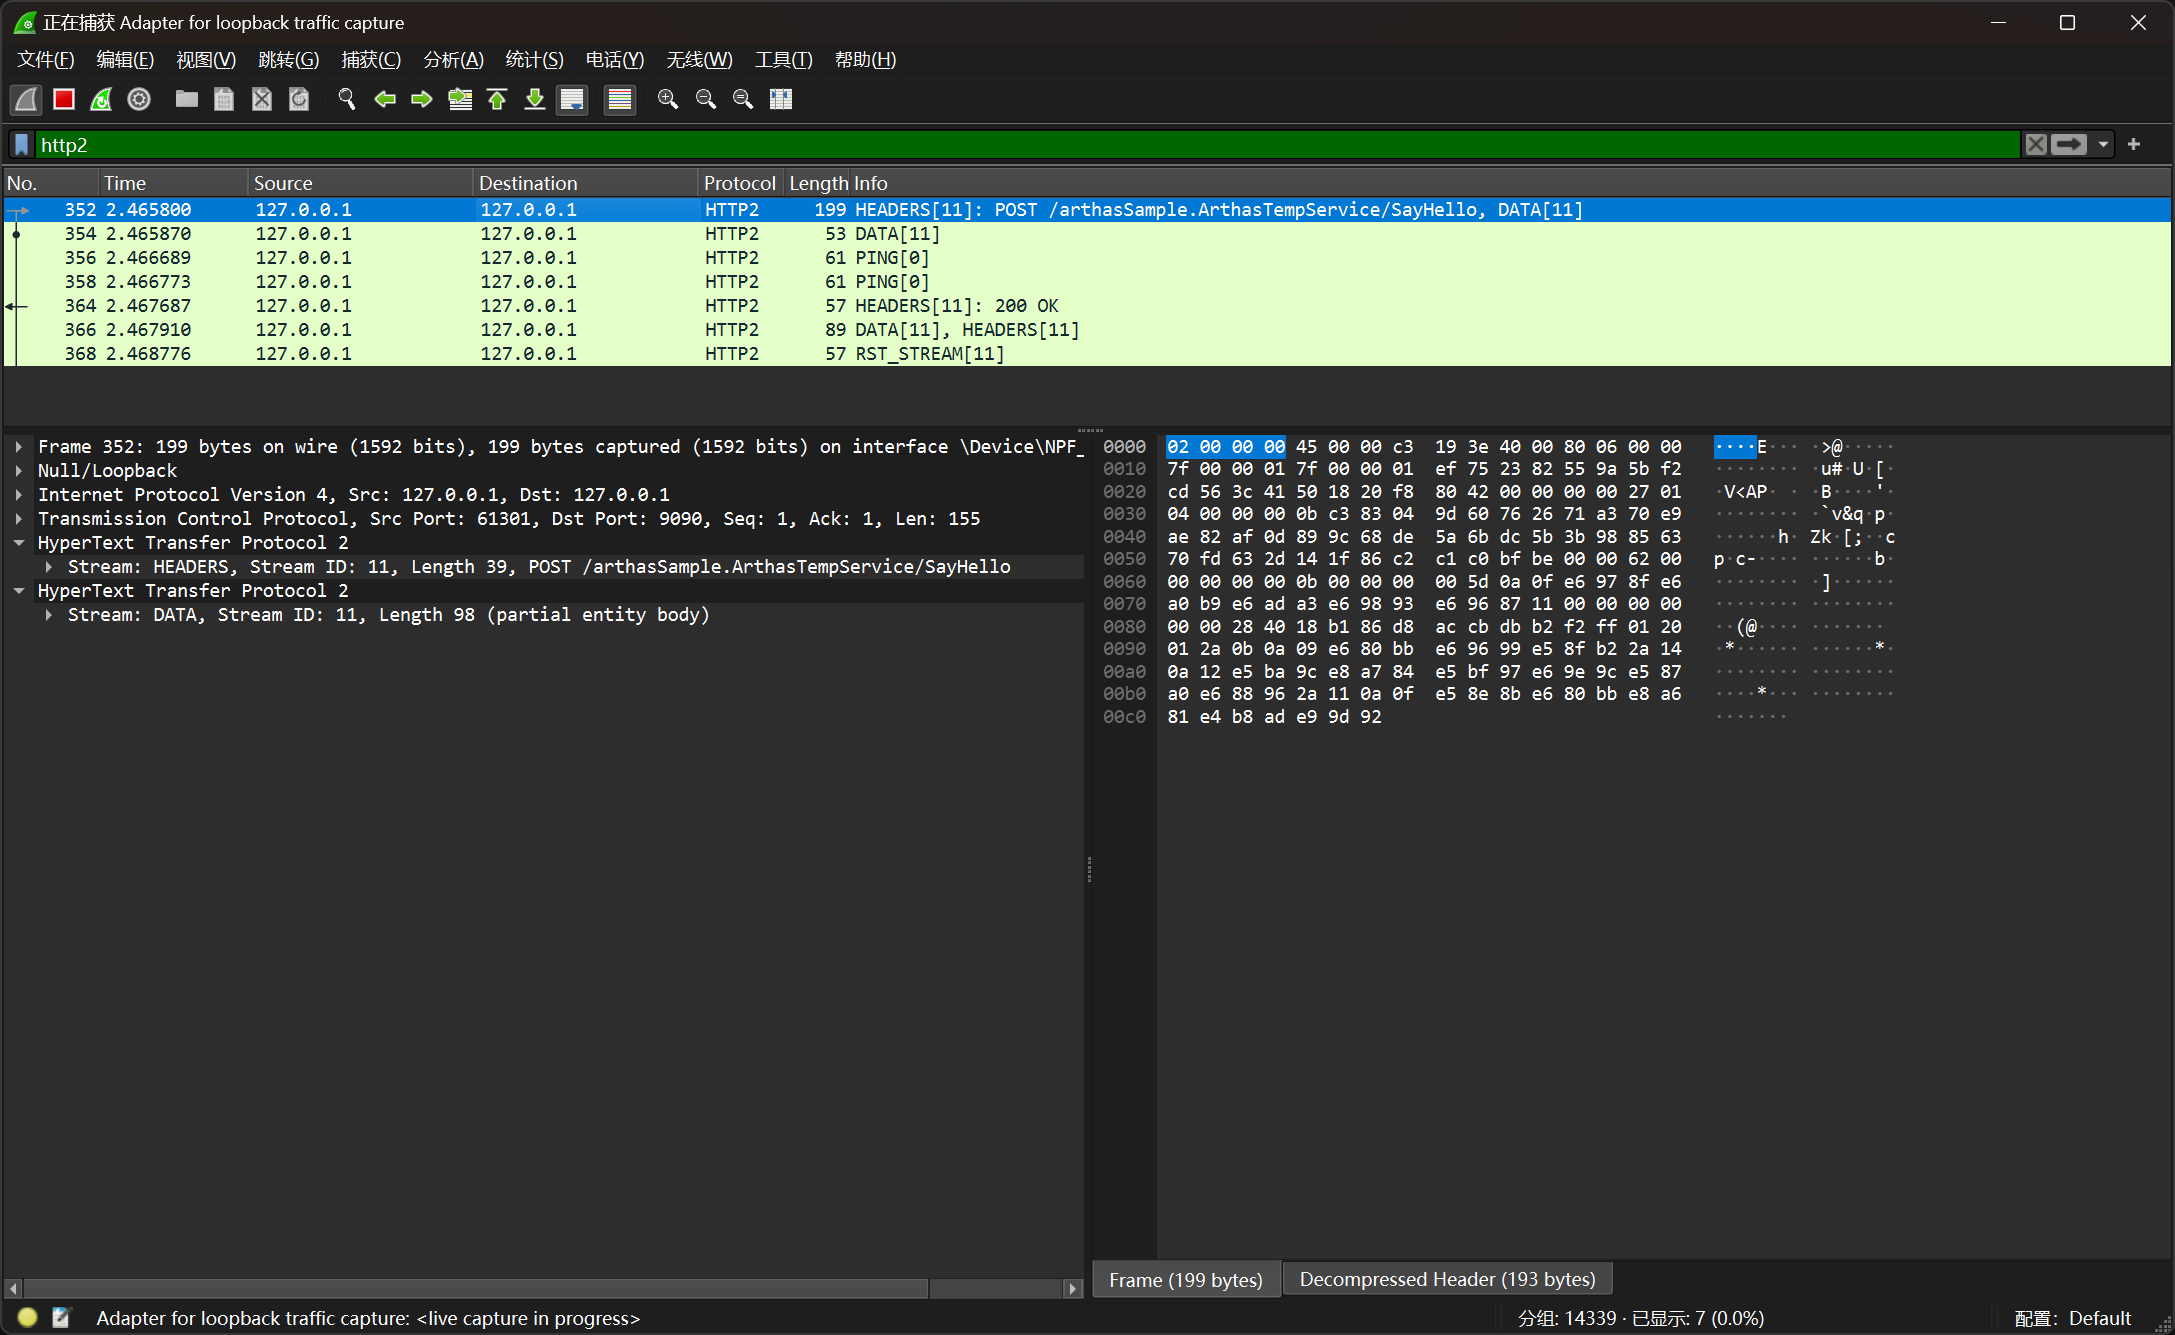 正在捕获 Adapter for loopback traffic capture
文件(F) 编辑(E) 视图(V) 跳转(G) 捕获(C) 分析(A) 统计(S) 电话(Y) 无线(W) 工具(T) 帮助(H)
http2
No. Time Source Destination Protocol Length Info
352 2.465800 127.0.0.1 127.0.0.1 HTTP2 199 HEADERS[11]: POST /arthasSample.ArthasTempService/SayHello, DATA[11]
354 2.465870 127.0.0.1 127.0.0.1 HTTP2 53 DATA[11]
356 2.466689 127.0.0.1 127.0.0.1 HTTP2 61 PING[0]
358 2.466773 127.0.0.1 127.0.0.1 HTTP2 61 PING[0]
364 2.467687 127.0.0.1 127.0.0.1 HTTP2 57 HEADERS[11]: 200 OK
366 2.467910 127.0.0.1 127.0.0.1 HTTP2 89 DATA[11], HEADERS[11]
368 2.468776 127.0.0.1 127.0.0.1 HTTP2 57 RST_STREAM[11]
Frame 352: 199 bytes on wire (1592 bits), 199 bytes captured (1592 bits) on interface \Device\NPF_
Null/Loopback
Internet Protocol Version 4, Src: 127.0.0.1, Dst: 127.0.0.1
Transmission Control Protocol, Src Port: 61301, Dst Port: 9090, Seq: 1, Ack: 1, Len: 155
HyperText Transfer Protocol 2
Stream: HEADERS, Stream ID: 11, Length 39, POST /arthasSample.ArthasTempService/SayHello
HyperText Transfer Protocol 2
Stream: DATA, Stream ID: 11, Length 98 (partial entity body)
0000 02 00 00 00 45 00 00 c3 19 3e 40 00 80 06 00 00 ····E··· ·>@·····
0010 7f 00 00 01 7f 00 00 01 ef 75 23 82 55 9a 5b f2 ········ ·u#·U·[·
0020 cd 56 3c 41 50 18 20 f8 80 42 00 00 00 00 27 01 ·V<AP· · ·B····'·
0030 04 00 00 00 0b c3 83 04 9d 60 76 26 71 a3 70 e9 ········ ·`v&q·p·
0040 ae 82 af 0d 89 9c 68 de 5a 6b dc 5b 3b 98 85 63 ······h· Zk·[;··c
0050 70 fd 63 2d 14 1f 86 c2 c1 c0 bf be 00 00 62 00 p·c-···· ······b·
0060 00 00 00 00 0b 00 00 00 00 5d 0a 0f e6 97 8f e6 ········ ·]······
0070 a0 b9 e6 ad a3 e6 98 93 e6 96 87 11 00 00 00 00 ········ ········
0080 00 00 28 40 18 b1 86 d8 ac cb db b2 f2 ff 01 20 ··(@···· ·······
0090 01 2a 0b 0a 09 e6 80 bb e6 96 99 e5 8f b2 2a 14 ·*······ ······*·
00a0 0a 12 e5 ba 9c e8 a7 84 e5 bf 97 e6 9e 9c e5 87 ········ ········
00b0 a0 e6 88 96 2a 11 0a 0f e5 8e 8b e6 80 bb e8 a6 ····*··· ········
00c0 81 e4 b8 ad e9 9d 92 ·······
Frame (199 bytes) Decompressed Header (193 bytes)
Adapter for loopback traffic capture: <live capture in progress> 分组: 14339 · 已显示: 7 (0.0%) 配置: Default